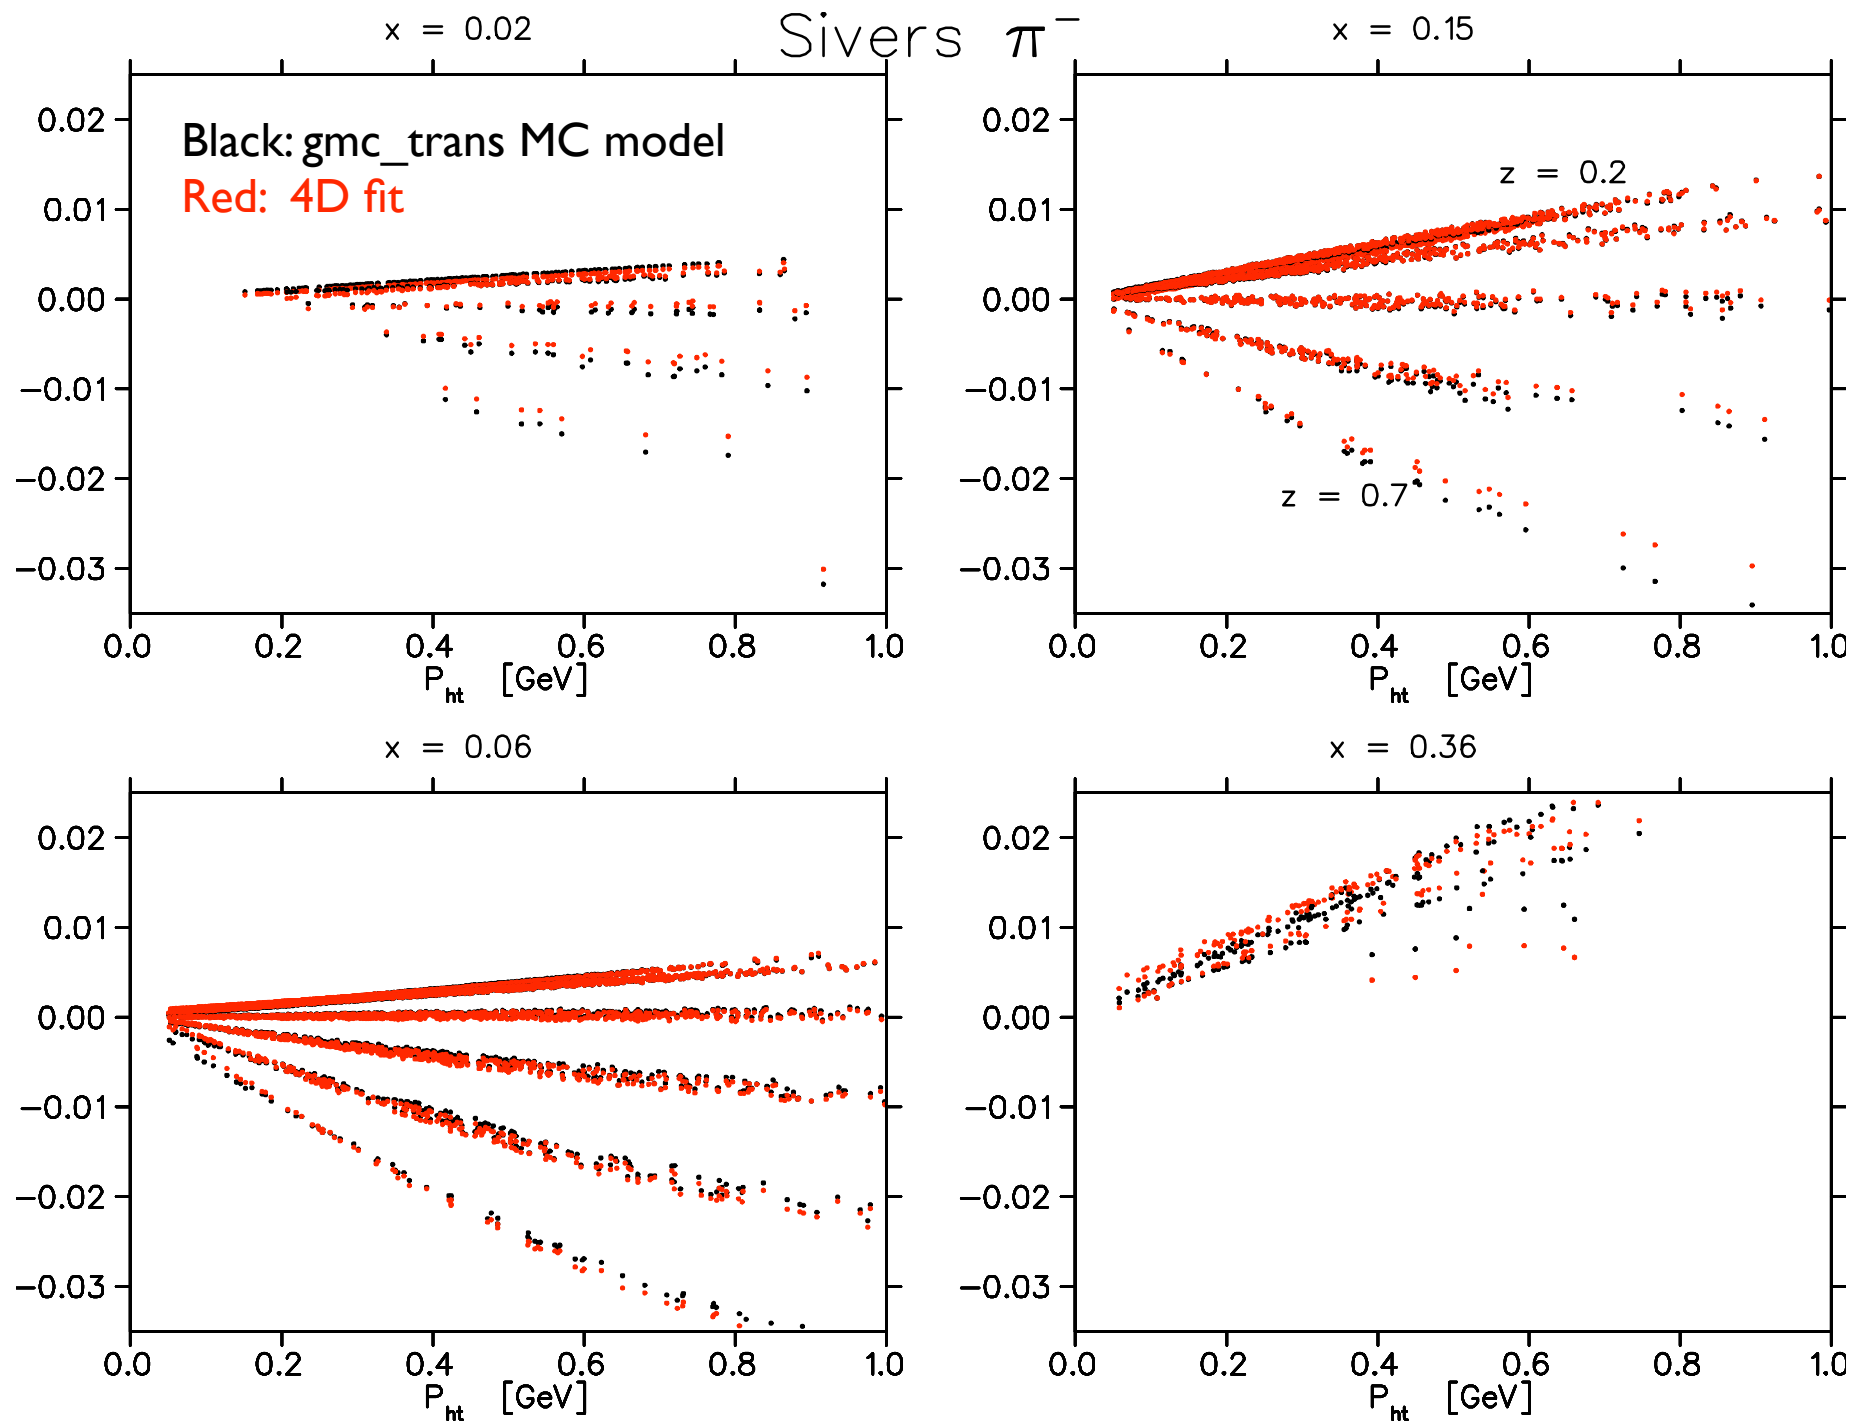 Sivers π⁻
x = 0.02
Black: gmc_trans MC model
Red: 4D fit
0.02
0.01
0.00
−0.01
−0.02
−0.03
0.0 0.2 0.4 0.6 0.8 1.0
P_ht [GeV]
x = 0.15
z = 0.2
z = 0.7
0.02
0.01
0.00
−0.01
−0.02
−0.03
0.0 0.2 0.4 0.6 0.8 1.0
P_ht [GeV]
x = 0.06
0.02
0.01
0.00
−0.01
−0.02
−0.03
0.0 0.2 0.4 0.6 0.8 1.0
P_ht [GeV]
x = 0.36
0.02
0.01
0.00
−0.01
−0.02
−0.03
0.0 0.2 0.4 0.6 0.8 1.0
P_ht [GeV]